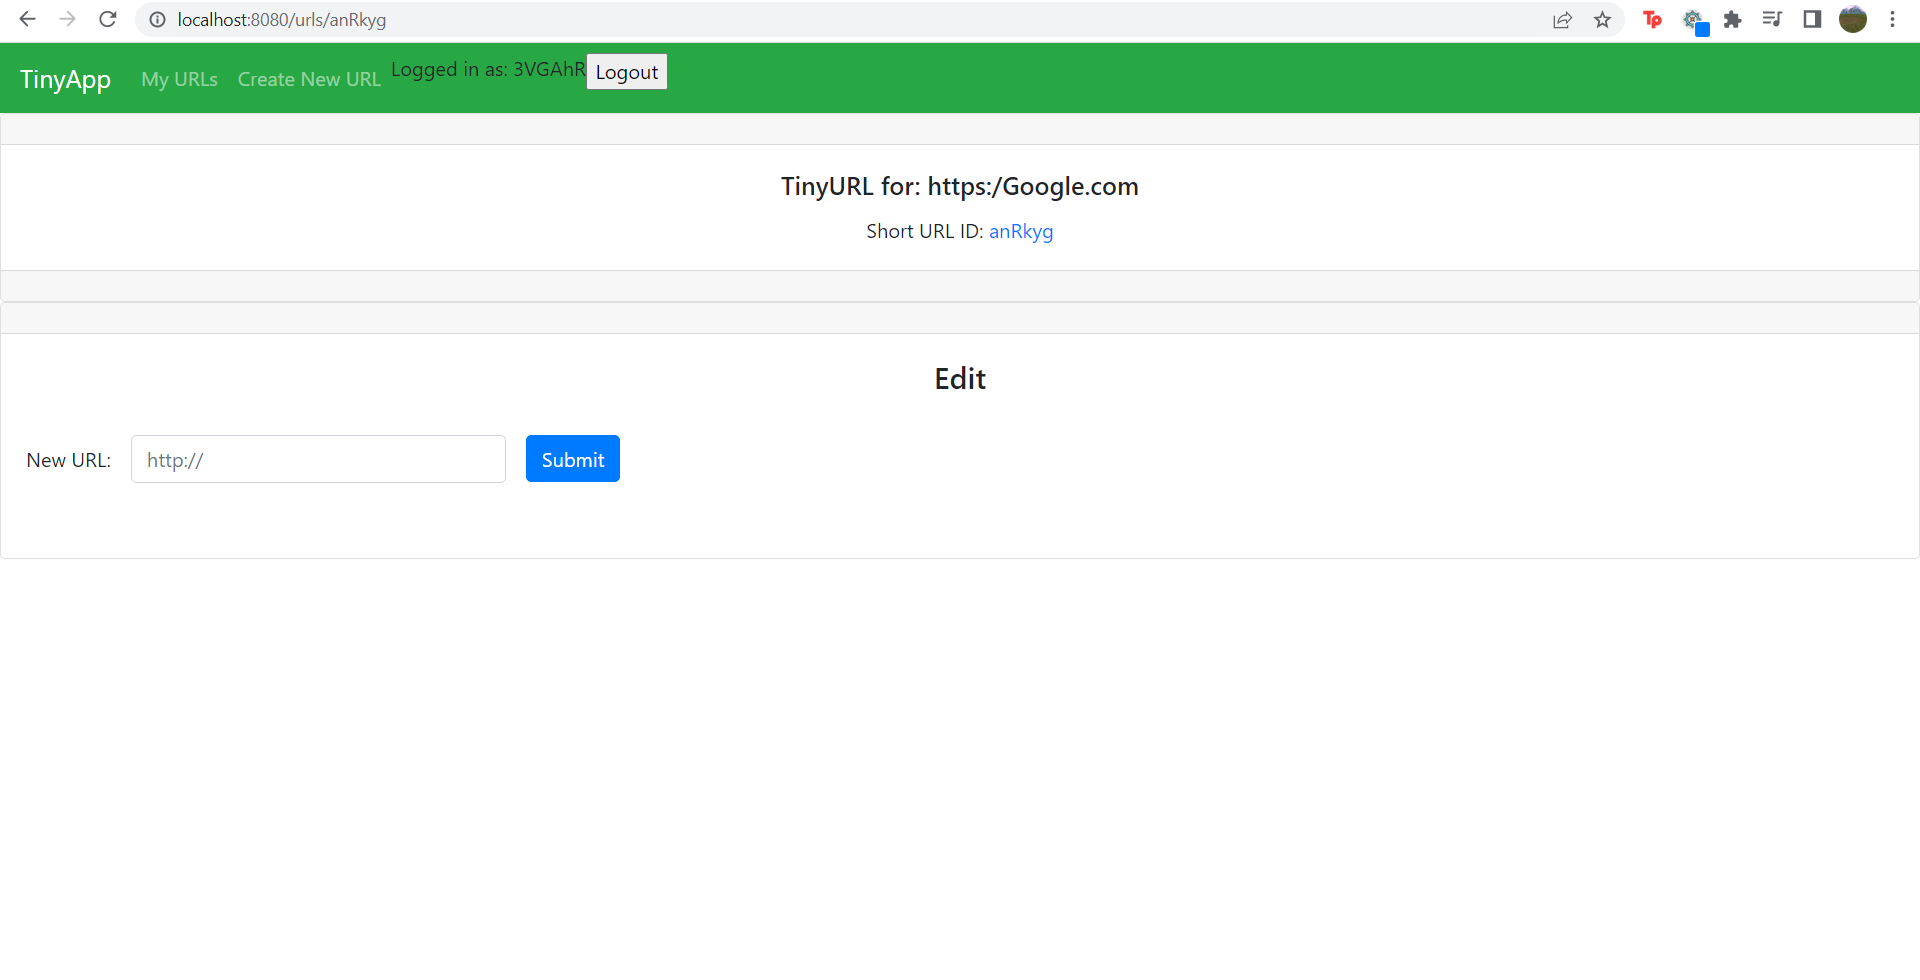 localhost:8080/urls/anRkyg
Tp
TinyApp My URLs Create New URL Logged in as: 3VGAhR Logout
TinyURL for: https:/Google.com
Short URL ID: anRkyg
Edit
New URL: http:// Submit